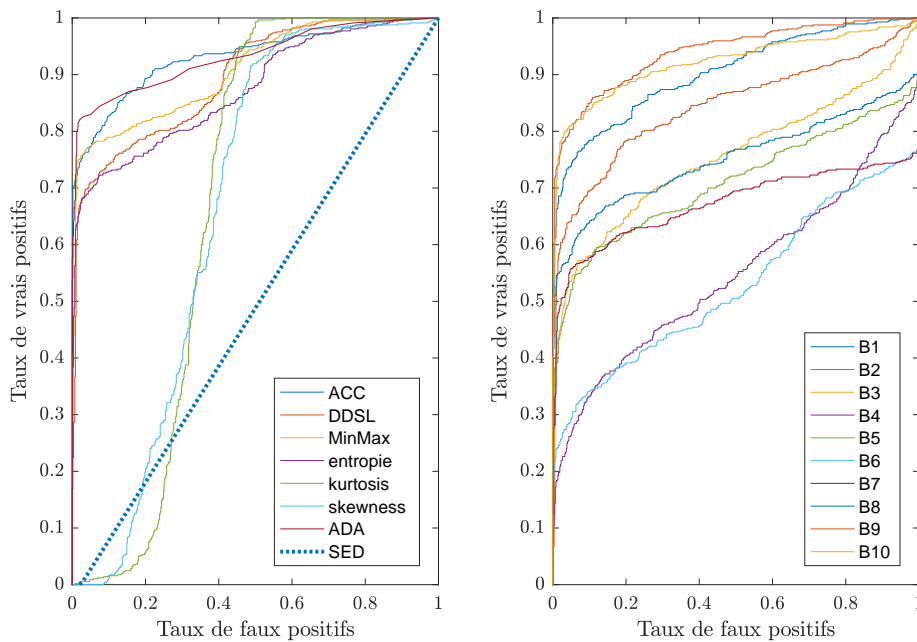 1
0.9
0.8
0.7
0.6
0.5
0.4
0.3
0.2
0.1
0
Taux de vrais positifs
ACC
DDSL
MinMax
entropie
kurtosis
skewness
ADA
SED
0 0.2 0.4 0.6 0.8 1
Taux de faux positifs
1
0.9
0.8
0.7
0.6
0.5
0.4
0.3
0.2
0.1
0
Taux de vrais positifs
B1
B2
B3
B4
B5
B6
B7
B8
B9
B10
0 0.2 0.4 0.6 0.8 1
Taux de faux positifs